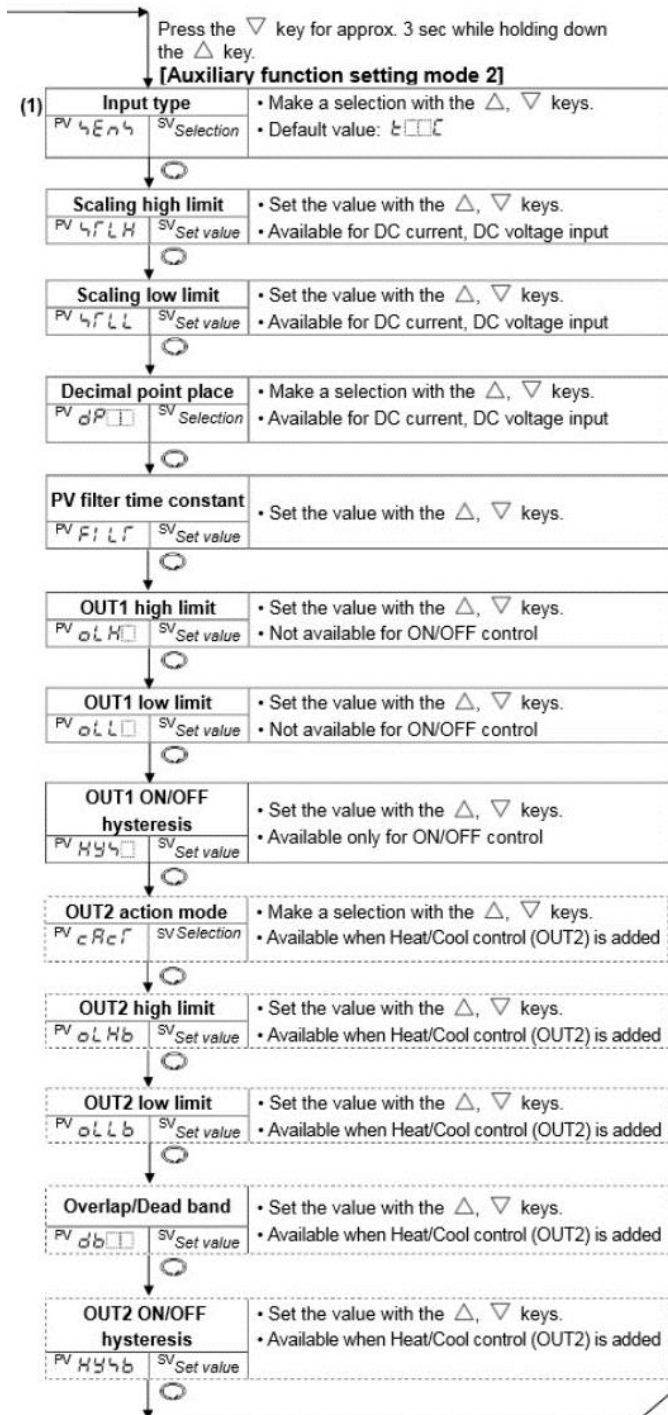 Press the ▽ key for approx. 3 sec while holding down
the △ key.
[Auxiliary function setting mode 2]
(1) Input type
• Make a selection with the △, ▽ keys.
PV SEnS SV Selection
• Default value: E□□C
Scaling high limit
• Set the value with the △, ▽ keys.
PV SFLH SV Set value
• Available for DC current, DC voltage input
Scaling low limit
• Set the value with the △, ▽ keys.
PV SFLL SV Set value
• Available for DC current, DC voltage input
Decimal point place
• Make a selection with the △, ▽ keys.
PV dP□□ SV Selection
• Available for DC current, DC voltage input
PV filter time constant
• Set the value with the △, ▽ keys.
PV FILT SV Set value
OUT1 high limit
• Set the value with the △, ▽ keys.
PV oLH□ SV Set value
• Not available for ON/OFF control
OUT1 low limit
• Set the value with the △, ▽ keys.
PV oLL□ SV Set value
• Not available for ON/OFF control
OUT1 ON/OFF
hysteresis
• Set the value with the △, ▽ keys.
• Available only for ON/OFF control
PV HYS□ SV Set value
OUT2 action mode
• Make a selection with the △, ▽ keys.
PV cAcT SV Selection
• Available when Heat/Cool control (OUT2) is added
OUT2 high limit
• Set the value with the △, ▽ keys.
PV oLHb SV Set value
• Available when Heat/Cool control (OUT2) is added
OUT2 low limit
• Set the value with the △, ▽ keys.
PV oLLb SV Set value
• Available when Heat/Cool control (OUT2) is added
Overlap/Dead band
• Set the value with the △, ▽ keys.
PV db□□ SV Set value
• Available when Heat/Cool control (OUT2) is added
OUT2 ON/OFF
hysteresis
• Set the value with the △, ▽ keys.
• Available when Heat/Cool control (OUT2) is added
PV HYSb SV Set value